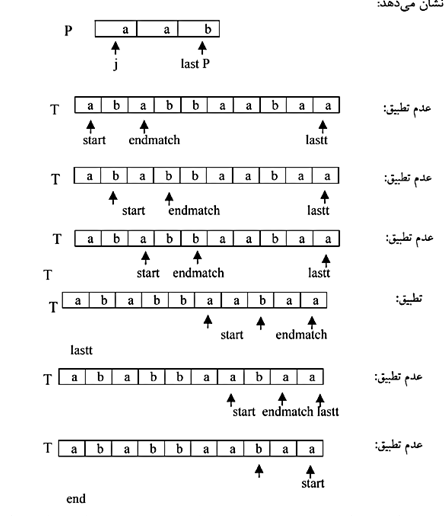 نشان می‌دهد:
P a a b
j last P
T a b a b b a a b a a عدم تطبیق:
start endmatch lastt
T a b a b b a a b a a عدم تطبیق:
start endmatch lastt
T a b a b b a a b a a عدم تطبیق:
start endmatch lastt
T
T a b a b b a a b a a تطبیق:
start endmatch
lastt
T a b a b b a a b a a عدم تطبیق:
start endmatch lastt
T a b a b b a a b a a عدم تطبیق:
start
end